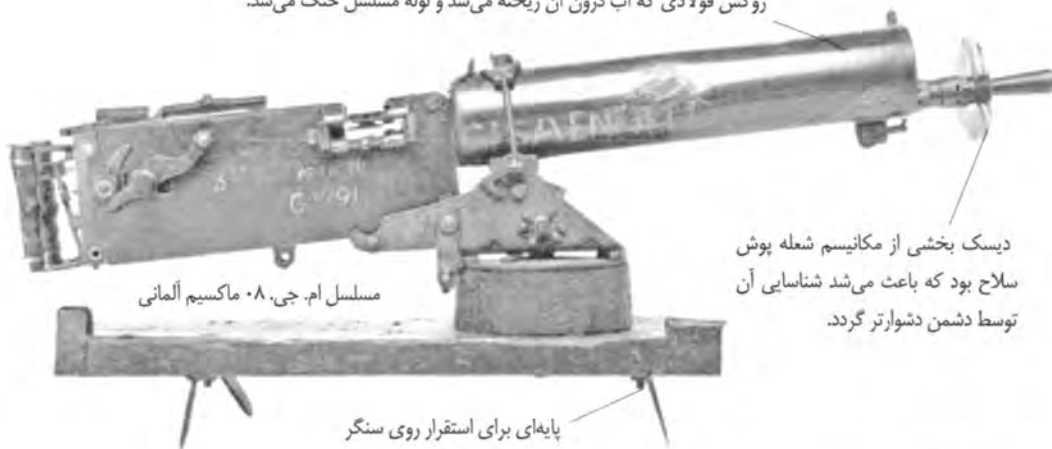 روکش فولادی که آب درون آن ریخته می‌شد و لوله مسلسل خنک می‌شد.
دیسک بخشی از مکانیسم شعله پوش
سلاح بود که باعث می‌شد شناسایی آن
توسط دشمن دشوارتر گردد.
مسلسل ام. جی. ۰۸ ماکسیم آلمانی
پایه‌ای برای استقرار روی سنگر